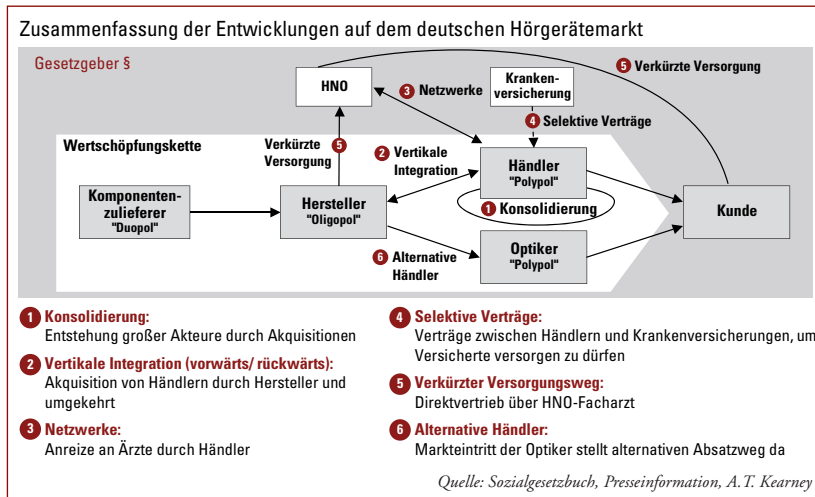 Zusammenfassung der Entwicklungen auf dem deutschen Hörgerätemarkt
Gesetzgeber §
HNO
Kranken-
versicherung
5 Verkürzte Versorgung
3 Netzwerke
4 Selektive Verträge
Wertschöpfungskette
Verkürzte
Versorgung
5
2 Vertikale
Integration
Händler
"Polypol"
Komponenten-
zulieferer
"Duopol"
Hersteller
"Oligopol"
1 Konsolidierung
Kunde
6 Alternative
Händler
Optiker
"Polypol"
1 Konsolidierung:
Entstehung großer Akteure durch Akquisitionen
2 Vertikale Integration (vorwärts/ rückwärts):
Akquisition von Händlern durch Hersteller und
umgekehrt
3 Netzwerke:
Anreize an Ärzte durch Händler
4 Selektive Verträge:
Verträge zwischen Händlern und Krankenversicherungen, um
Versicherte versorgen zu dürfen
5 Verkürzter Versorgungsweg:
Direktvertrieb über HNO-Facharzt
6 Alternative Händler:
Markteintritt der Optiker stellt alternativen Absatzweg da
Quelle: Sozialgesetzbuch, Presseinformation, A.T. Kearney